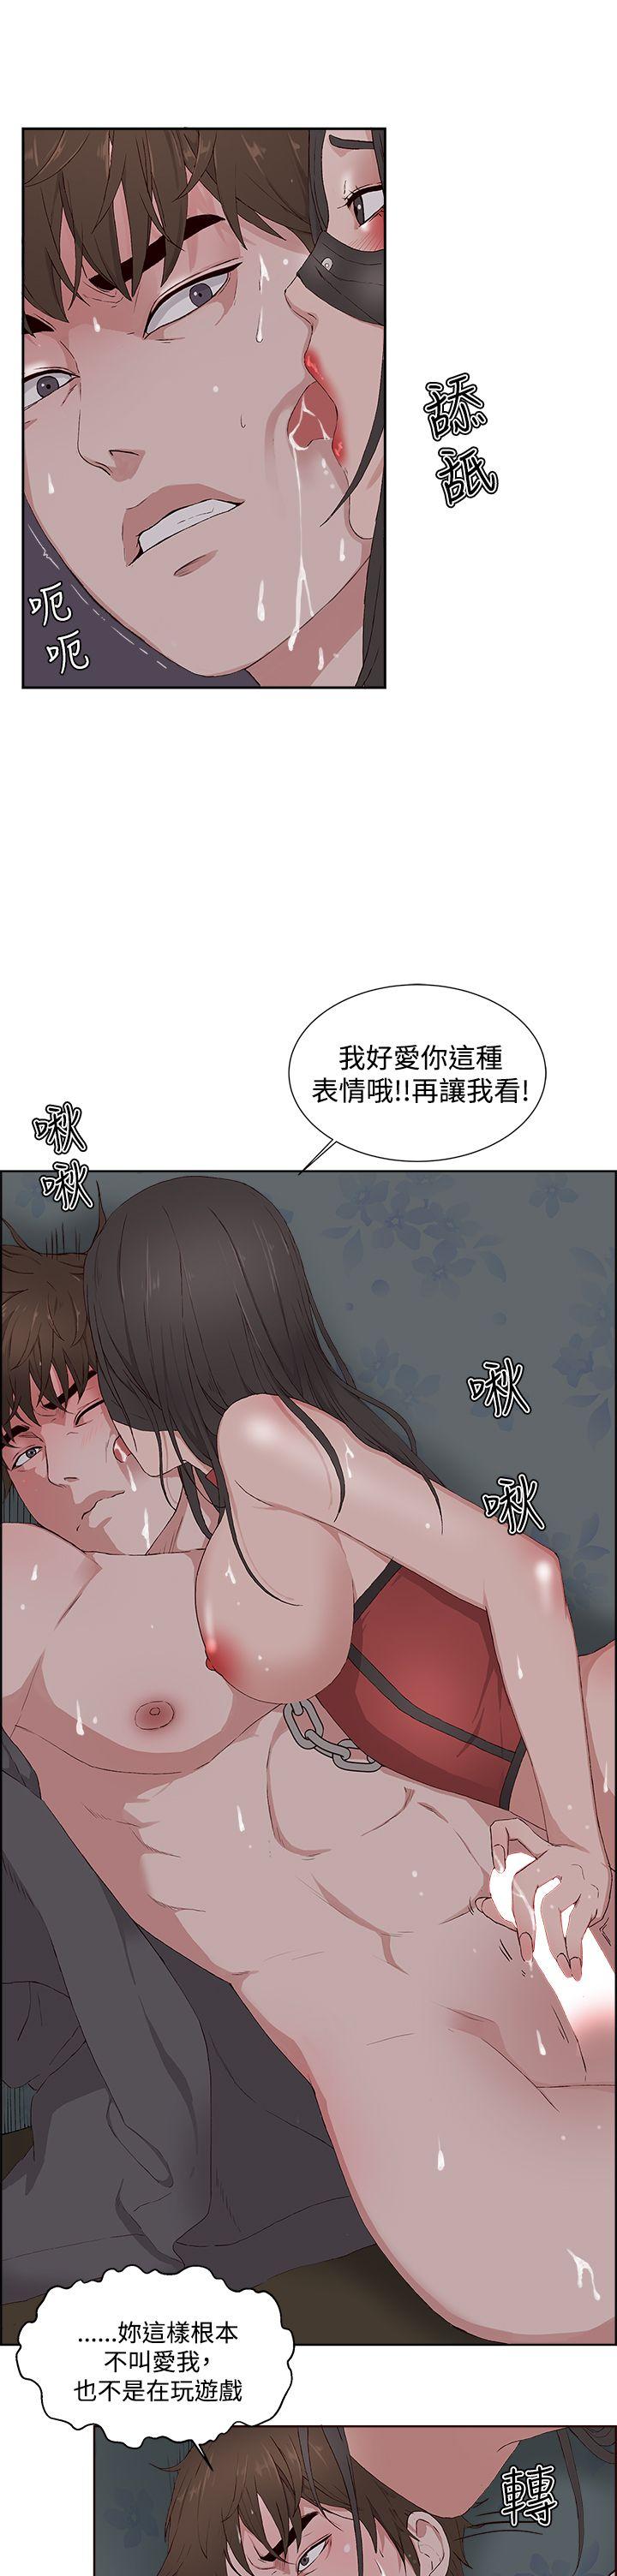 舔
舐
呃
呃
我好愛你這種
表情哦!!再讓我看!
啾
啾
啾
啾
......妳這樣根本
不叫愛我,
也不是在玩遊戲
轉